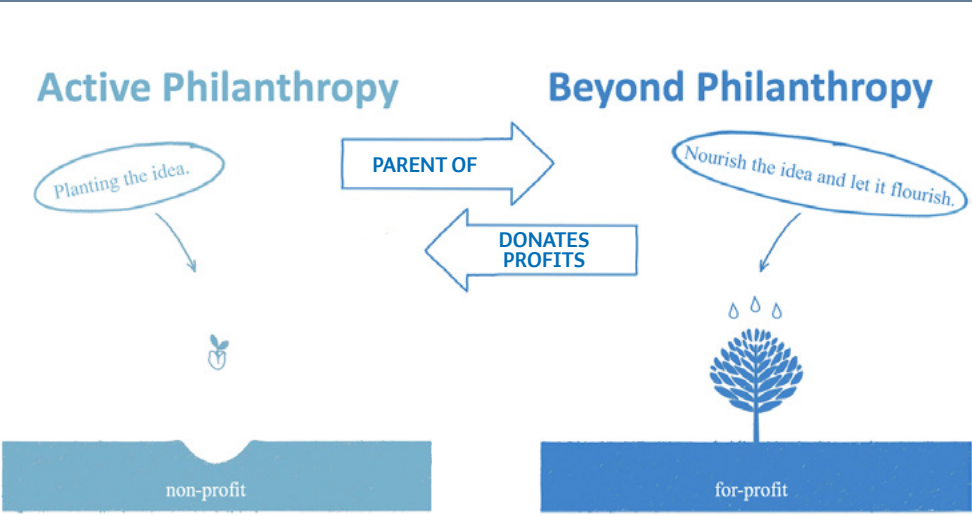 Active Philanthropy
Beyond Philanthropy
Planting the idea.
PARENT OF
Nourish the idea and let it flourish.
DONATES
PROFITS
non-profit
for-profit